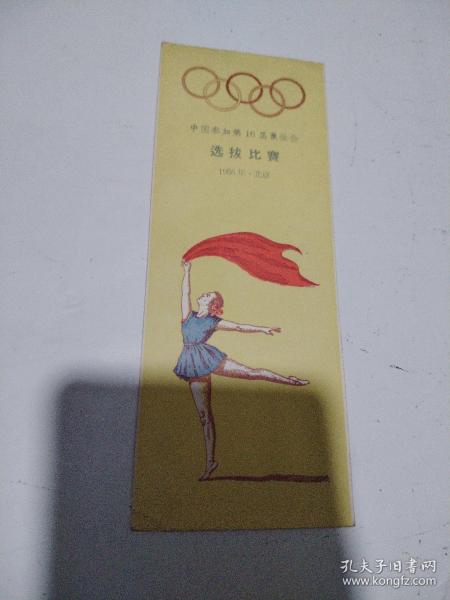 中国参加第16届奥运会
选拔比赛
1956年·北京
孔夫子旧书网
www.kongfz.com